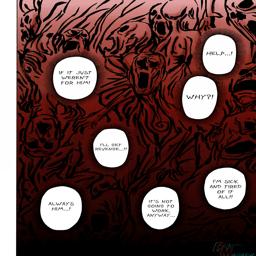 HELP...!
IF IT JUST
WEREN'T
FOR HIM!
WHY?!
I'LL GET
REVENGE...!!
I'M SICK
AND TIRED
OF IT
ALL!!
ALWAYS
HIM...!
IT'S NOT
GOING TO
WORK,
ANYWAY...